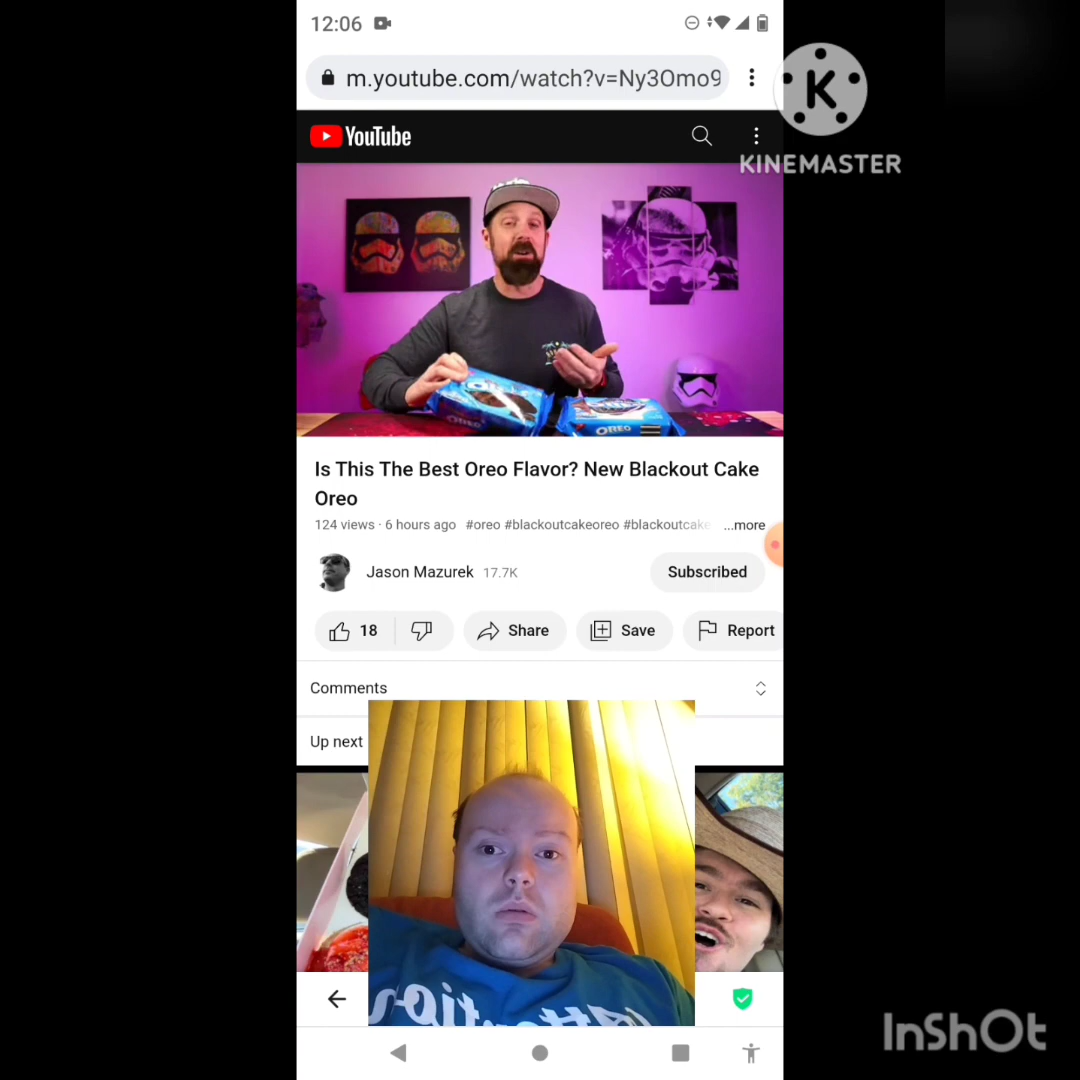 12:06
m.youtube.com/watch?v=Ny3Omo9
K
KINEMASTER
YouTube
OREO
OREO
Is This The Best Oreo Flavor? New Blackout Cake
Oreo
124 views · 6 hours ago #oreo #blackoutcakeoreo #blackoutcake ...more
Jason Mazurek 17.7K
Subscribed
18
Share
Save
Report
Comments
Up next
Attention
InShOt